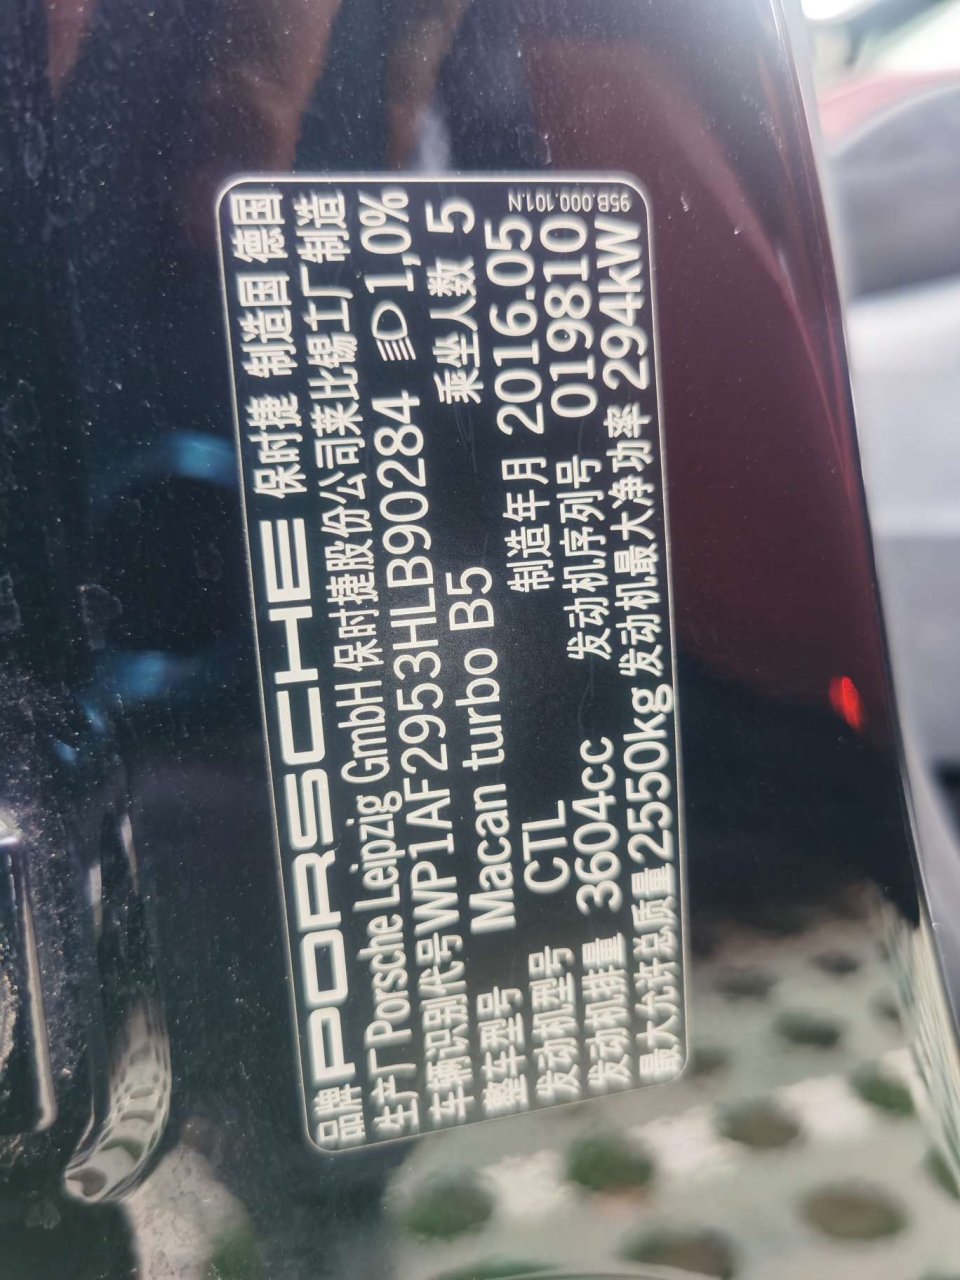 品牌 PORSCHE 保时捷 制造国 德国
生产厂 Porsche Leipzig GmbH 保时捷股份公司莱比锡工厂制造
车辆识别代号 WP1AF2953HLB90284 1,0%
整车型号 Macan turbo B5 乘坐人数 5
发动机型号 CTL 制造年月 2016.05
发动机排量 3604cc 发动机序列号 019810
最大允许总质量 2550kg 发动机最大净功率 294kW
95B.000.101.N